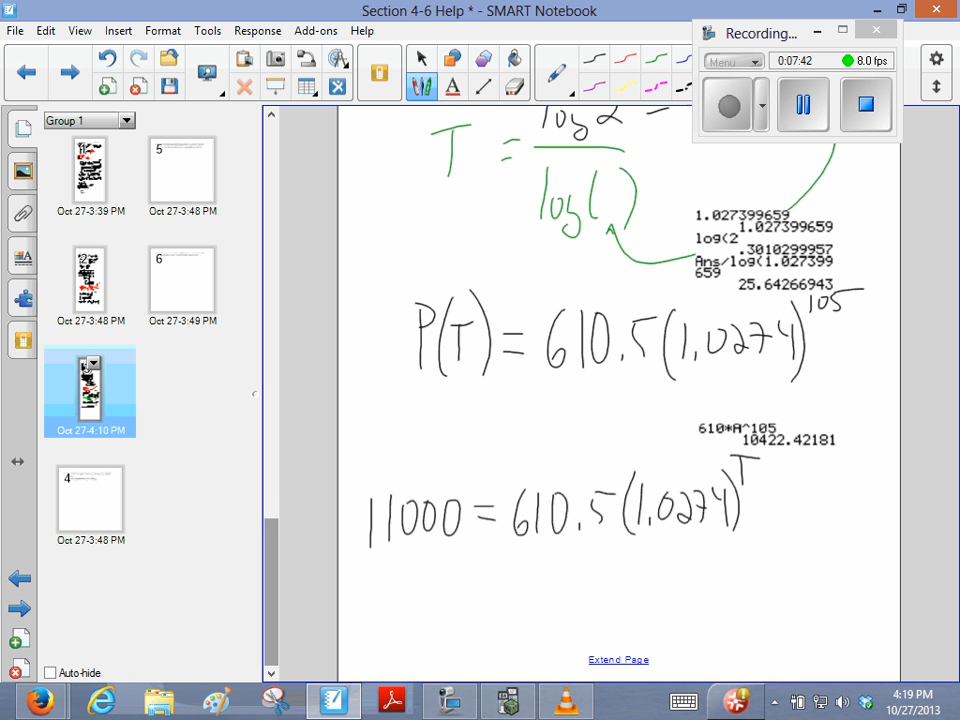 Section 4-6 Help * - SMART Notebook
File Edit View Insert Format Tools Response Add-ons Help
Recording...
Menu 0:07:42 8.0 fps
Group 1
Oct 27-3:39 PM
5
Oct 27-3:48 PM
Oct 27-3:48 PM
6
Oct 27-3:49 PM
Oct 27-4:10 PM
4
Oct 27-3:48 PM
Auto-hide
T = log 2 / log( )
1.027399659
1.027399659
log(2
.3010299957
Ans/log(1.027399
659
25.64266943
P(T) = 610.5(1.0274)^105
610*A^105
10422.42181
11000 = 610.5(1.0274)^T
Extend Page
4:19 PM
10/27/2013